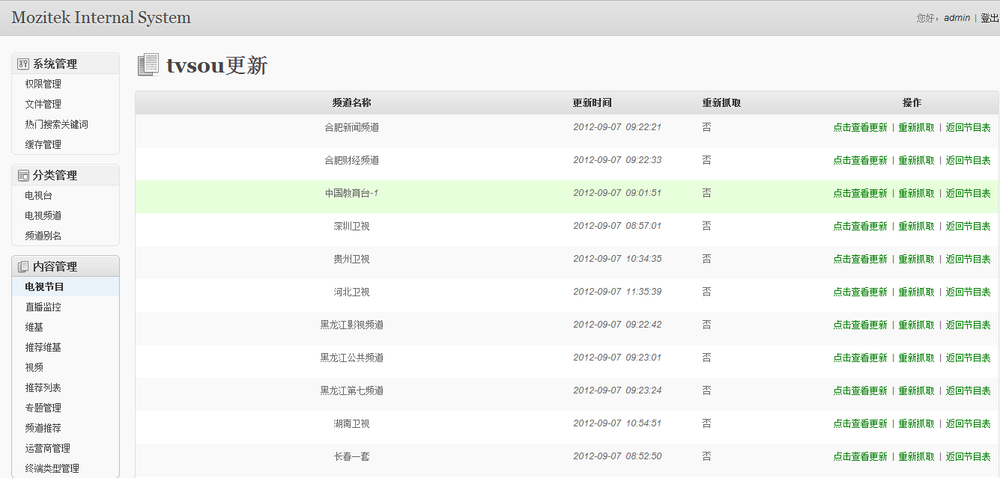 Mozitek Internal System
您好，admin | 登出
系统管理
权限管理
文件管理
热门搜索关键词
缓存管理
分类管理
电视台
电视频道
频道别名
内容管理
电视节目
直播监控
维基
推荐维基
视频
推荐列表
专题管理
频道推荐
运营商管理
终端类型管理
tvsou更新
频道名称 更新时间 重新抓取 操作
合肥新闻频道 2012-09-07 09:22:21 否 点击查看更新 | 重新抓取 | 返回节目表
合肥财经频道 2012-09-07 09:22:33 否 点击查看更新 | 重新抓取 | 返回节目表
中国教育台-1 2012-09-07 09:01:51 否 点击查看更新 | 重新抓取 | 返回节目表
深圳卫视 2012-09-07 08:57:01 否 点击查看更新 | 重新抓取 | 返回节目表
贵州卫视 2012-09-07 10:34:35 否 点击查看更新 | 重新抓取 | 返回节目表
河北卫视 2012-09-07 11:35:39 否 点击查看更新 | 重新抓取 | 返回节目表
黑龙江影视频道 2012-09-07 09:22:42 否 点击查看更新 | 重新抓取 | 返回节目表
黑龙江公共频道 2012-09-07 09:23:01 否 点击查看更新 | 重新抓取 | 返回节目表
黑龙江第七频道 2012-09-07 09:23:24 否 点击查看更新 | 重新抓取 | 返回节目表
湖南卫视 2012-09-07 10:54:51 否 点击查看更新 | 重新抓取 | 返回节目表
长春一套 2012-09-07 08:52:50 否 点击查看更新 | 重新抓取 | 返回节目表